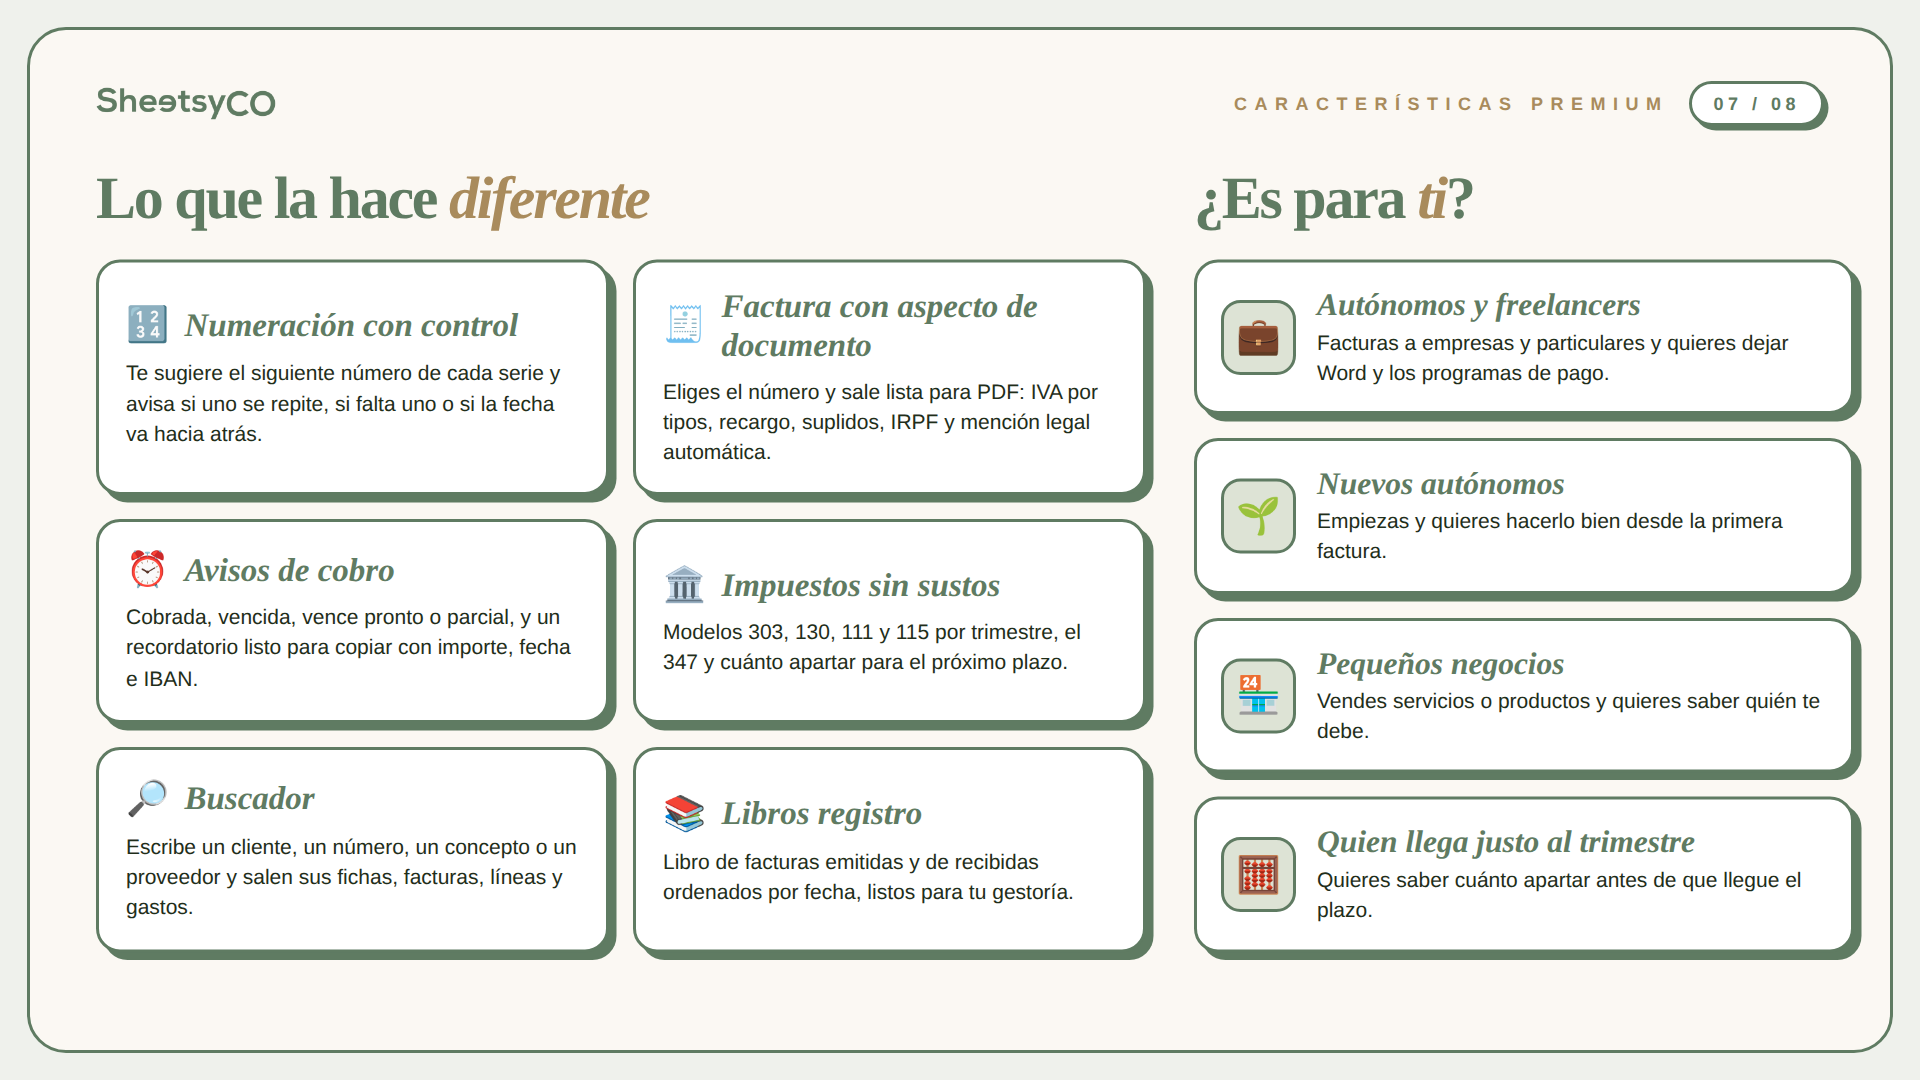 SheetsyCO
CARACTERÍSTICAS PREMIUM
07 / 08
Lo que la hace diferente
🔢 Numeración con control
Te sugiere el siguiente número de cada serie y
avisa si uno se repite, si falta uno o si la fecha
va hacia atrás.
Factura con aspecto de
documento
Eliges el número y sale lista para PDF: IVA por
tipos, recargo, suplidos, IRPF y mención legal
automática.
Avisos de cobro
Cobrada, vencida, vence pronto o parcial, y un
recordatorio listo para copiar con importe, fecha
e IBAN.
Impuestos sin sustos
Modelos 303, 130, 111 y 115 por trimestre, el
347 y cuánto apartar para el próximo plazo.
Buscador
Escribe un cliente, un número, un concepto o un
proveedor y salen sus fichas, facturas, líneas y
gastos.
Libros registro
Libro de facturas emitidas y de recibidas
ordenados por fecha, listos para tu gestoría.
¿Es para ti?
Autónomos y freelancers
Facturas a empresas y particulares y quieres dejar
Word y los programas de pago.
Nuevos autónomos
Empiezas y quieres hacerlo bien desde la primera
factura.
24
Pequeños negocios
Vendes servicios o productos y quieres saber quién te
debe.
Quien llega justo al trimestre
Quieres saber cuánto apartar antes de que llegue el
plazo.